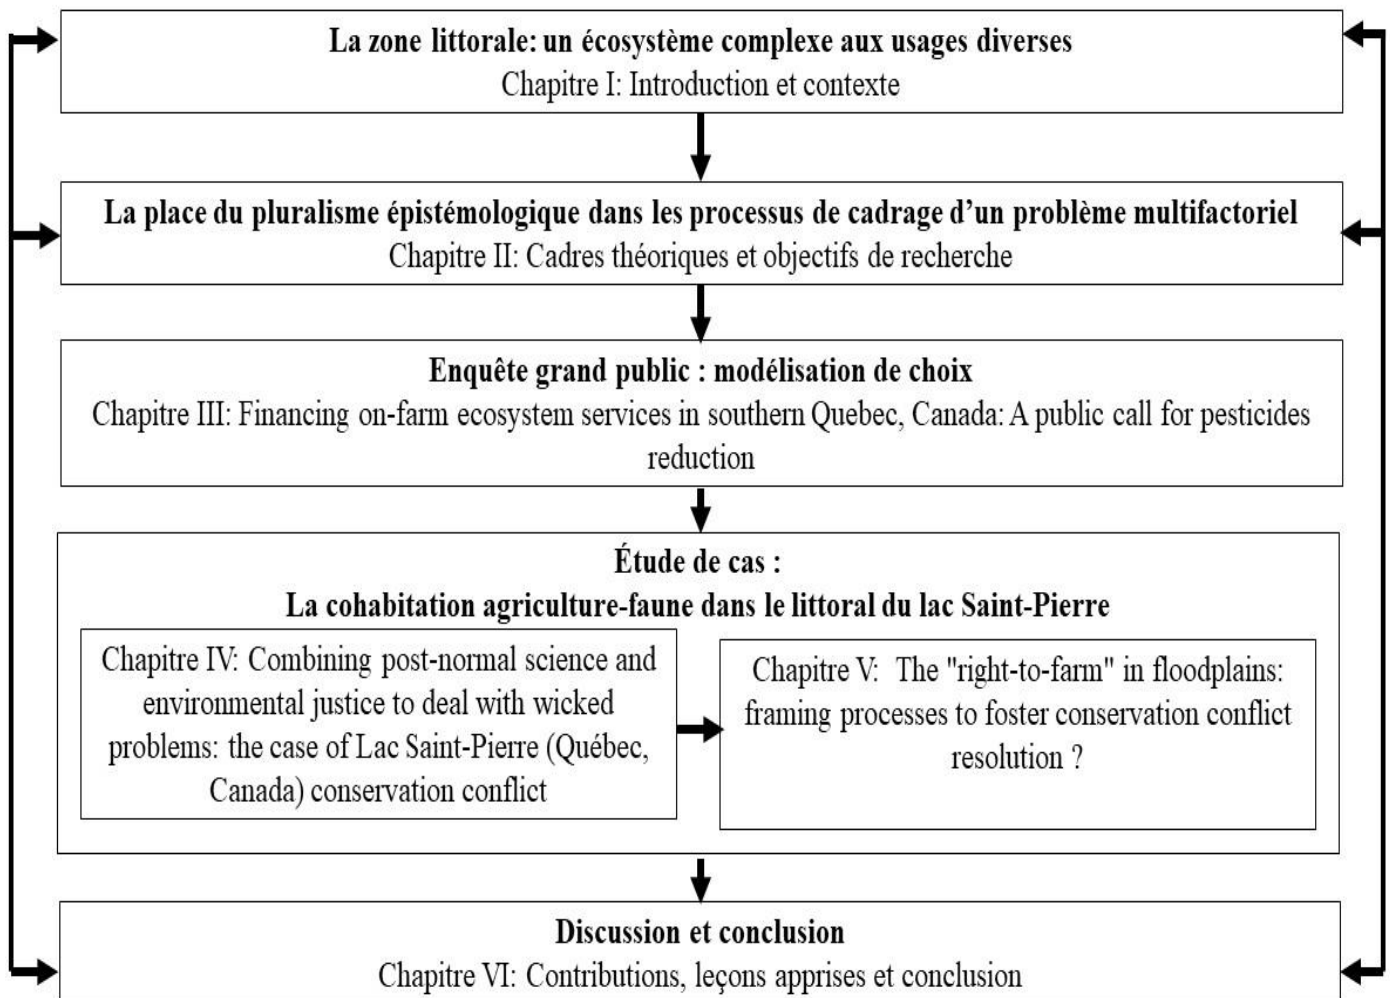 La zone littorale: un écosystème complexe aux usages diverses
Chapitre I: Introduction et contexte
La place du pluralisme épistémologique dans les processus de cadrage d'un problème multifactoriel
Chapitre II: Cadres théoriques et objectifs de recherche
Enquête grand public : modélisation de choix
Chapitre III: Financing on-farm ecosystem services in southern Quebec, Canada: A public call for pesticides
reduction
Étude de cas :
La cohabitation agriculture-faune dans le littoral du lac Saint-Pierre
Chapitre IV: Combining post-normal science and
environmental justice to deal with wicked
problems: the case of Lac Saint-Pierre (Québec,
Canada) conservation conflict
Chapitre V: The "right-to-farm" in floodplains:
framing processes to foster conservation conflict
resolution ?
Discussion et conclusion
Chapitre VI: Contributions, leçons apprises et conclusion